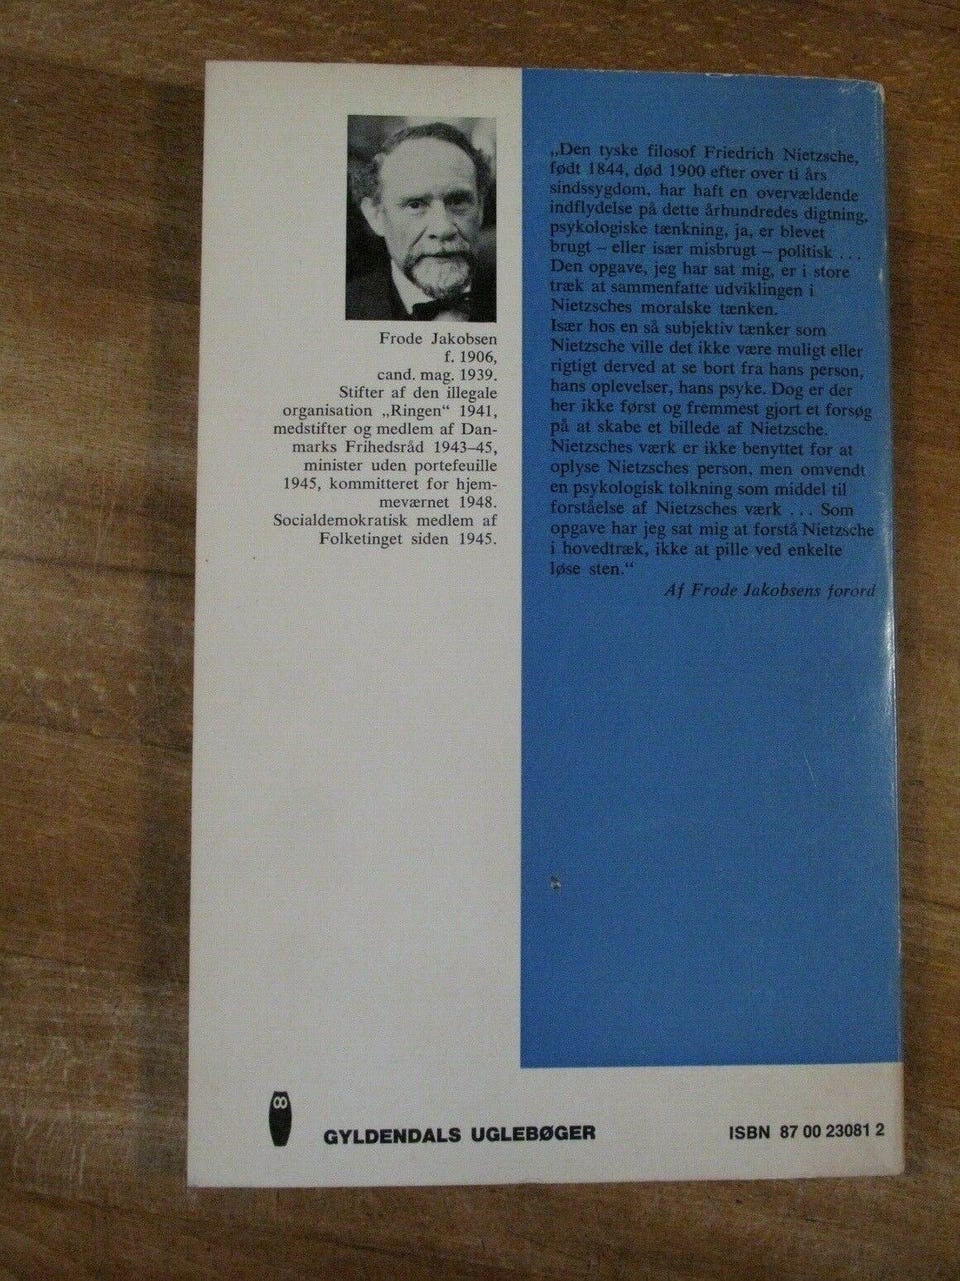 Frode Jakobsen
f. 1906,
cand. mag. 1939.
Stifter af den illegale
organisation „Ringen“ 1941,
medstifter og medlem af Dan-
marks Frihedsråd 1943–45,
minister uden portefeuille
1945, kommitteret for hjem-
meværnet 1948.
Socialdemokratisk medlem af
Folketinget siden 1945.
„Den tyske filosof Friedrich Nietzsche,
født 1844, død 1900 efter over ti års
sindssygdom, har haft en overvældende
indflydelse på dette århundredes digtning,
psykologiske tænkning, ja, er blevet
brugt – eller især misbrugt – politisk . . .
Den opgave, jeg har sat mig, er i store
træk at sammenfatte udviklingen i
Nietzsches moralske tænken.
Især hos en så subjektiv tænker som
Nietzsche ville det ikke være muligt eller
rigtigt derved at se bort fra hans person,
hans oplevelser, hans psyke. Dog er der
her ikke først og fremmest gjort et forsøg
på at skabe et billede af Nietzsche.
Nietzsches værk er ikke benyttet for at
oplyse Nietzsches person, men omvendt
en psykologisk tolkning som middel til
forståelse af Nietzsches værk . . . Som
opgave har jeg sat mig at forstå Nietzsche
i hovedtræk, ikke at pille ved enkelte
løse sten.“
Af Frode Jakobsens forord
GYLDENDALS UGLEBØGER
ISBN 87 00 23081 2